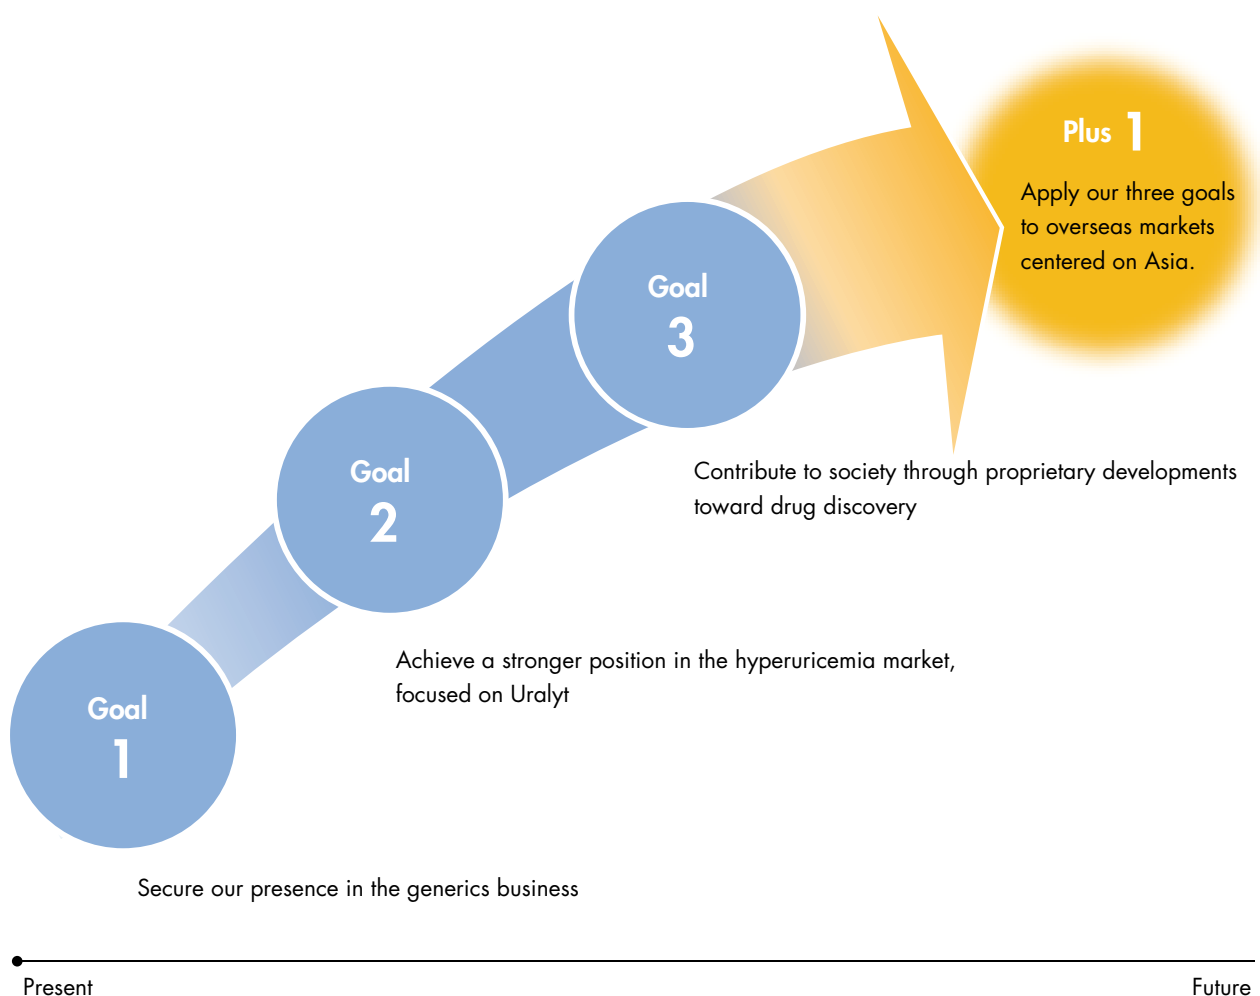 Plus 1
Apply our three goals
to overseas markets
centered on Asia.
Goal
3
Contribute to society through proprietary developments
toward drug discovery
Goal
2
Achieve a stronger position in the hyperuricemia market,
focused on Uralyt
Goal
1
Secure our presence in the generics business
Present
Future